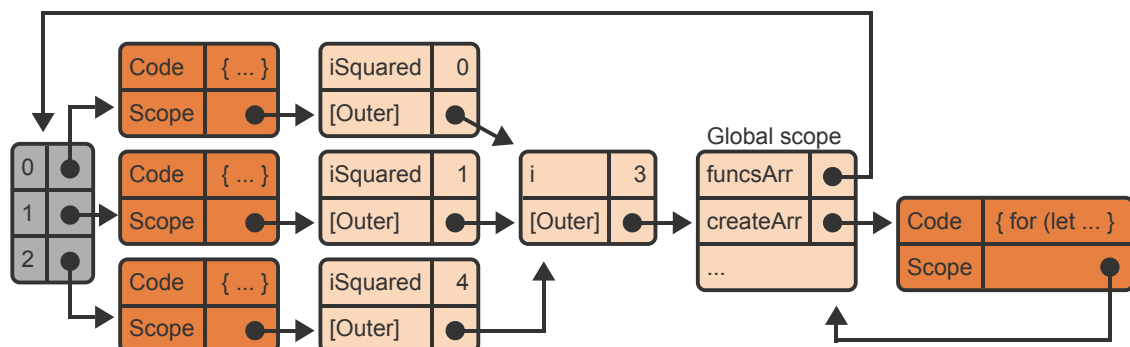 Code { ... }
Scope
iSquared 0
[Outer]
0
1
2
Code { ... }
Scope
iSquared 1
[Outer]
Code { ... }
Scope
iSquared 4
[Outer]
i 3
[Outer]
Global scope
funcsArr
createArr
...
Code { for (let ... }
Scope